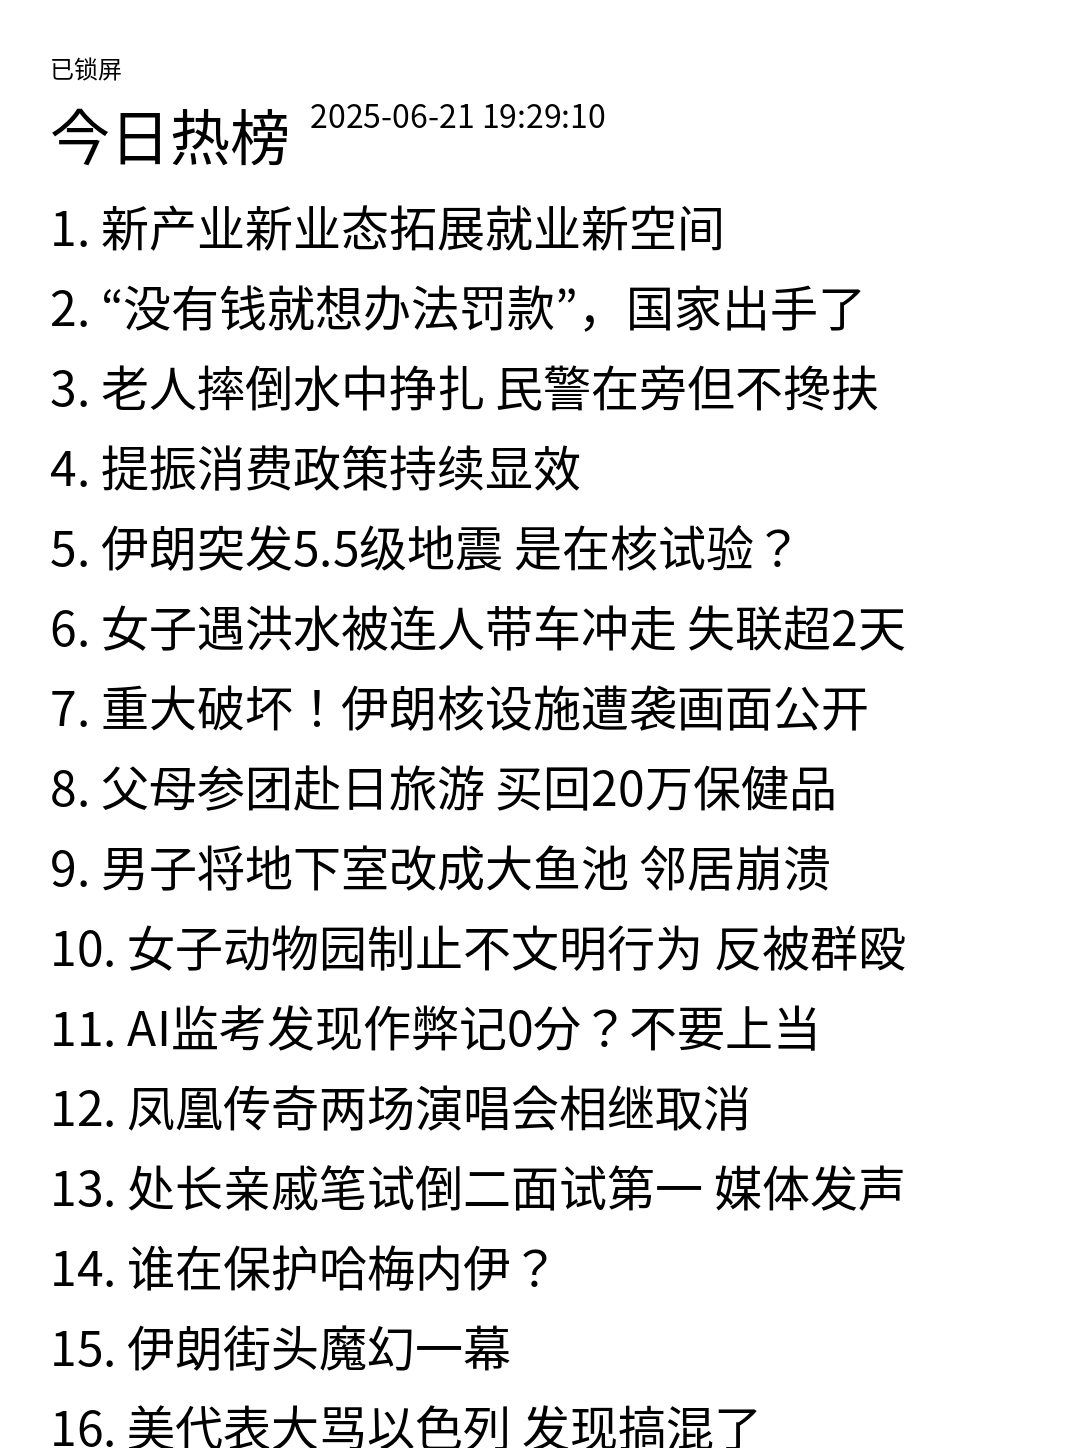 已锁屏
今日热榜 2025-06-21 19:29:10
1. 新产业新业态拓展就业新空间
2. “没有钱就想办法罚款”，国家出手了
3. 老人摔倒水中挣扎 民警在旁但不搀扶
4. 提振消费政策持续显效
5. 伊朗突发5.5级地震 是在核试验？
6. 女子遇洪水被连人带车冲走 失联超2天
7. 重大破坏！伊朗核设施遭袭画面公开
8. 父母参团赴日旅游 买回20万保健品
9. 男子将地下室改成大鱼池 邻居崩溃
10. 女子动物园制止不文明行为 反被群殴
11. AI监考发现作弊记0分？不要上当
12. 凤凰传奇两场演唱会相继取消
13. 处长亲戚笔试倒二面试第一 媒体发声
14. 谁在保护哈梅内伊？
15. 伊朗街头魔幻一幕
16. 美代表大骂以色列 发现搞混了